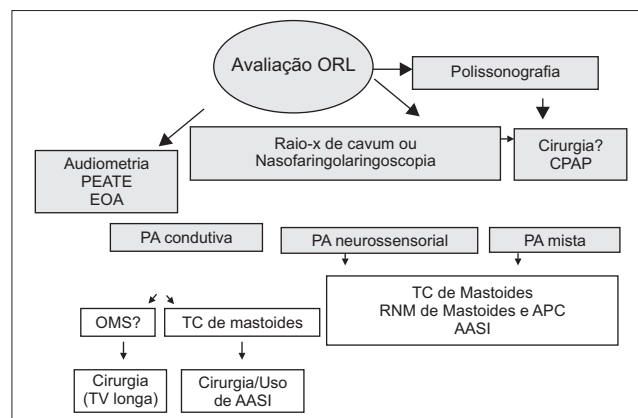 Avaliação ORL
Polissonografia
Raio-x de cavum ou
Nasofaringolaringoscopia
Cirurgia?
CPAP
Audiometria
PEATE
EOA
PA condutiva
PA neurossensorial
PA mista
TC de Mastoides
RNM de Mastoides e APC
AASI
OMS?
TC de mastoides
Cirurgia
(TV longa)
Cirurgia/Uso
de AASI